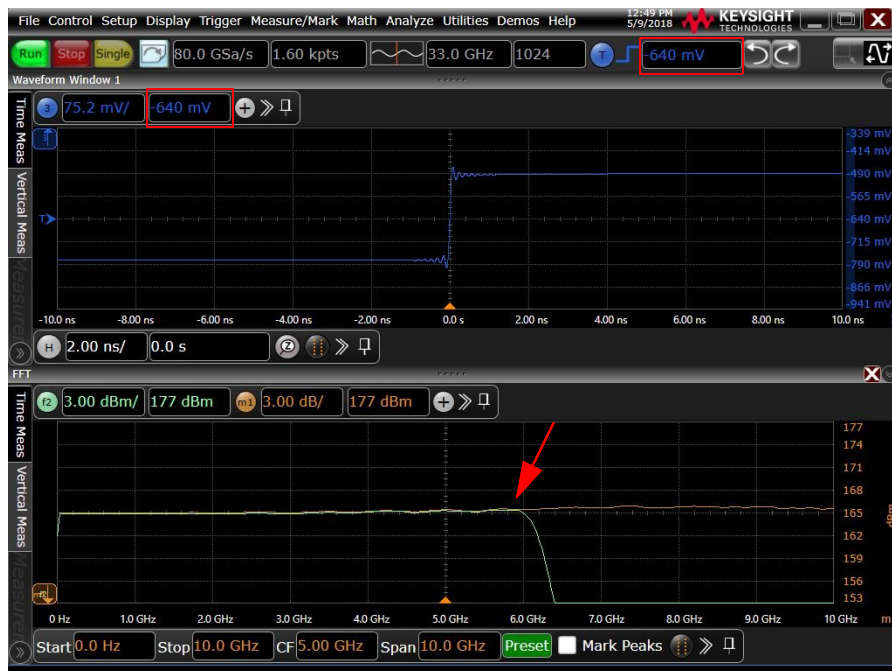 File Control Setup Display Trigger Measure/Mark Math Analyze Utilities Demos Help
12:49 PM
5/9/2018
KEYSIGHT
TECHNOLOGIES
Run Stop Single 80.0 GSa/s 1.60 kpts 33.0 GHz 1024 T -640 mV
Waveform Window 1
Time Meas
Vertical Meas
Measure
3 75.2 mV/ -640 mV
T
-339 mV
-414 mV
-490 mV
-565 mV
-640 mV
-715 mV
-790 mV
-866 mV
-941 mV
-10.0 ns -8.00 ns -6.00 ns -4.00 ns -2.00 ns 0.0 s 2.00 ns 4.00 ns 6.00 ns 8.00 ns 10.0 ns
H 2.00 ns/ 0.0 s
FFT
Time Meas
Vertical Meas
Measure
f2 3.00 dBm/ 177 dBm m1 3.00 dB/ 177 dBm
177
174
171
168
165
162
159
156
153
dBm
0 Hz 1.0 GHz 2.0 GHz 3.0 GHz 4.0 GHz 5.0 GHz 6.0 GHz 7.0 GHz 8.0 GHz 9.0 GHz 10 GHz
Start 0.0 Hz Stop 10.0 GHz CF 5.00 GHz Span 10.0 GHz Preset Mark Peaks